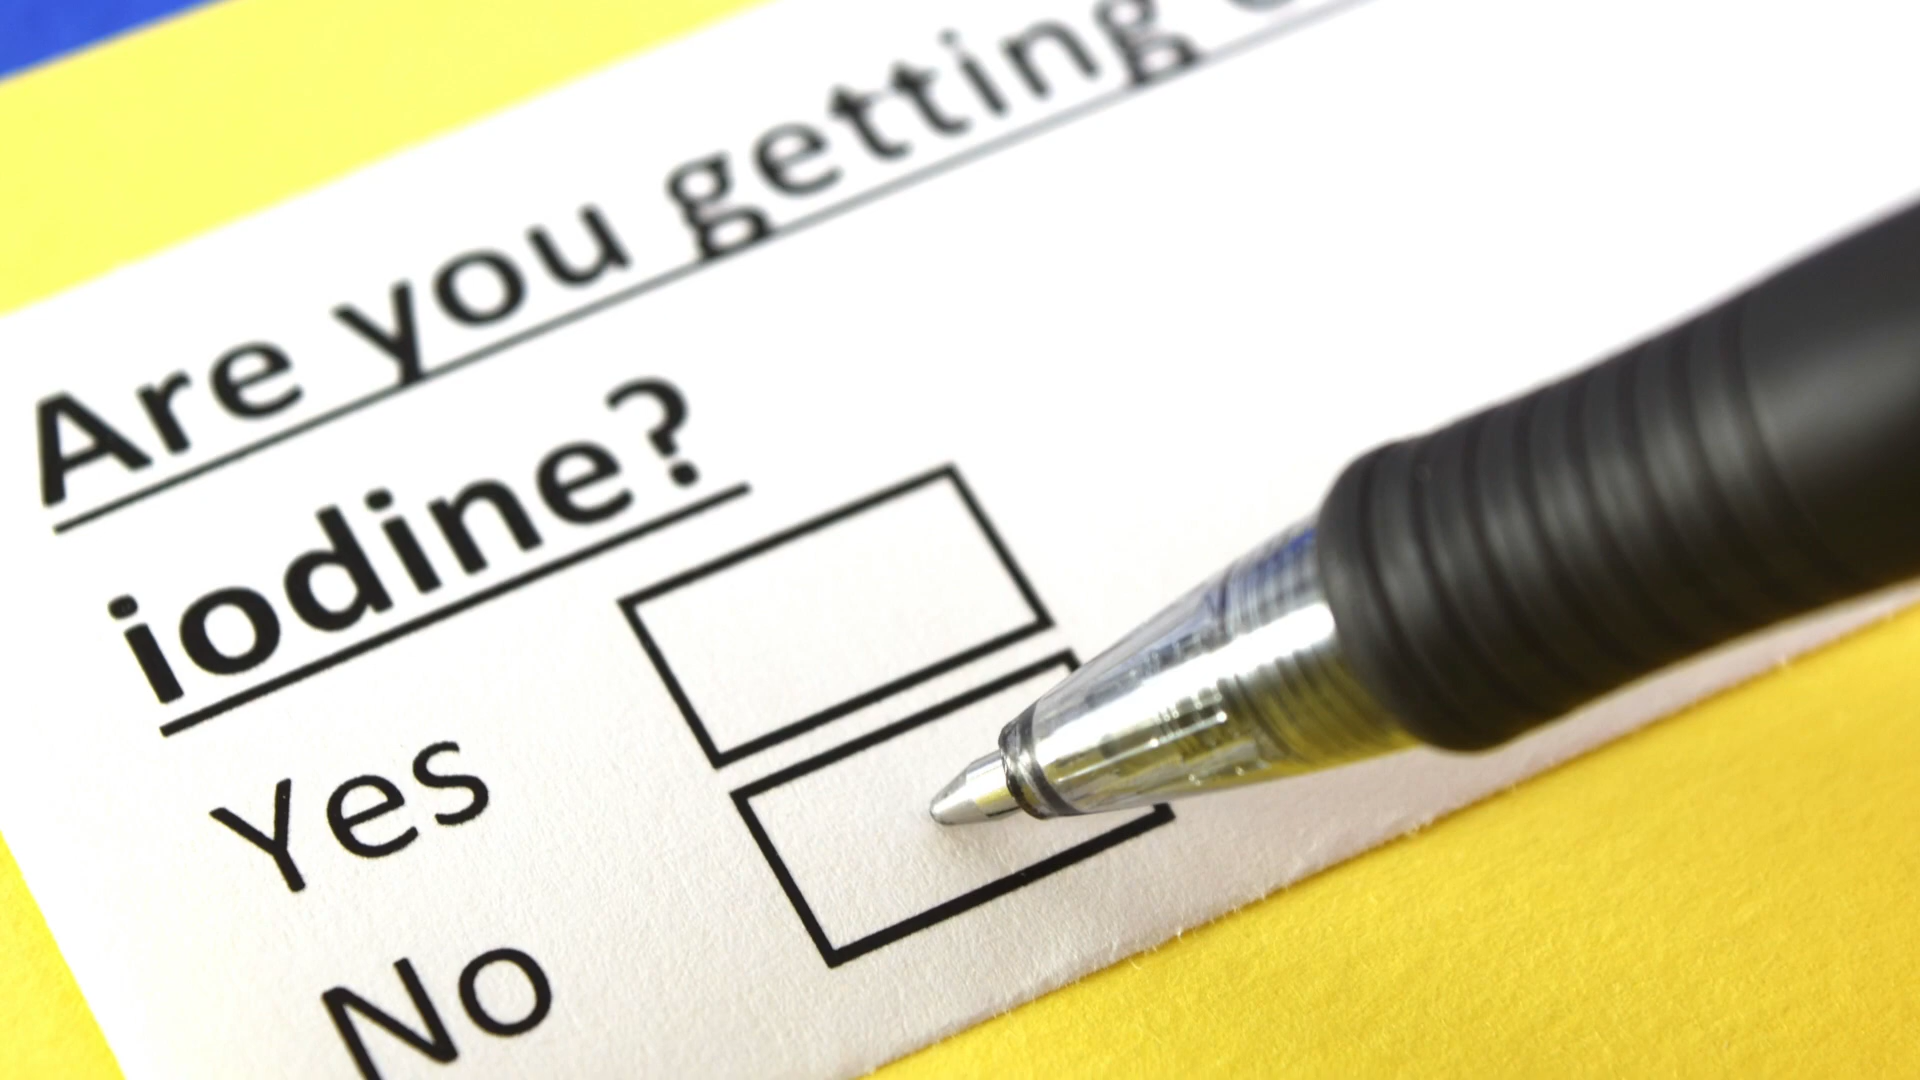 Are you getting
iodine?
Yes
No